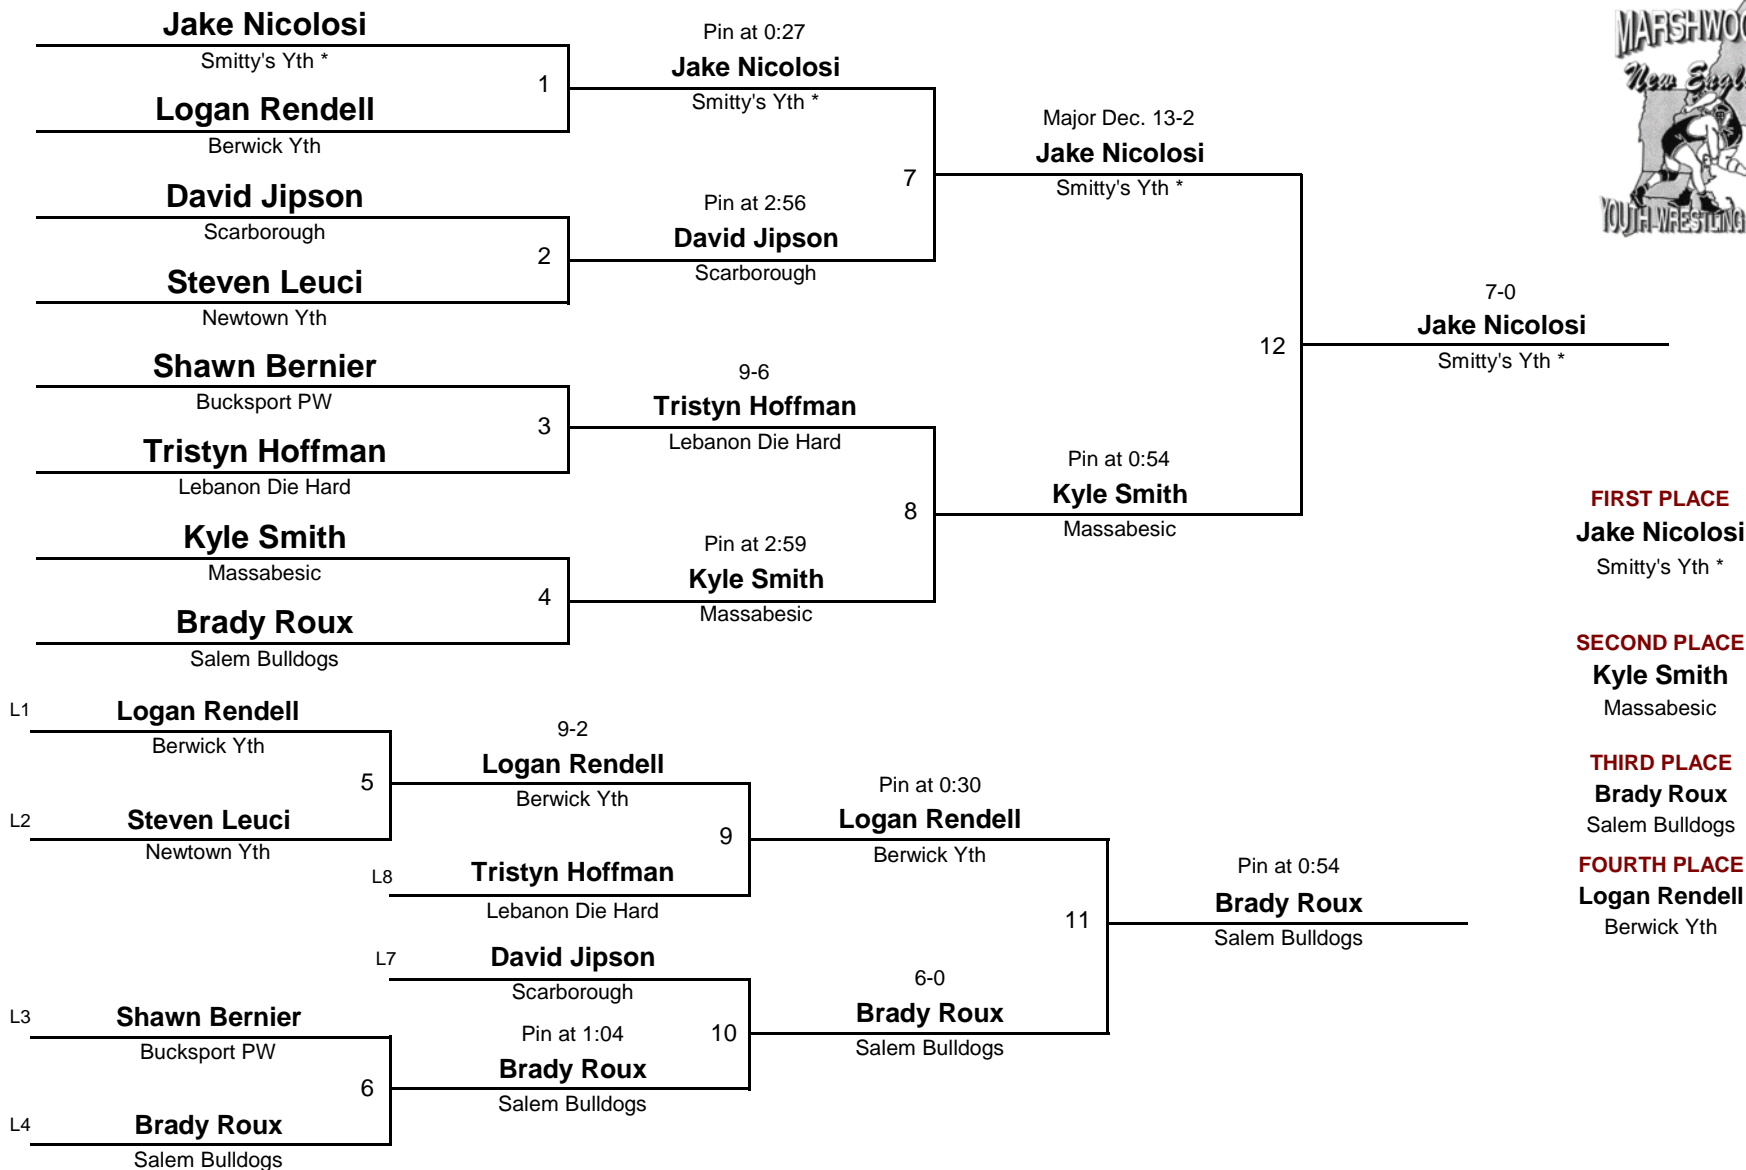 Jake Nicolosi
Smitty's Yth *
1
Logan Rendell
Berwick Yth
David Jipson
Scarborough
2
Steven Leuci
Newtown Yth
Shawn Bernier
Bucksport PW
3
Tristyn Hoffman
Lebanon Die Hard
Kyle Smith
Massabesic
4
Brady Roux
Salem Bulldogs
Pin at 0:27
Jake Nicolosi
Smitty's Yth *
7
Pin at 2:56
David Jipson
Scarborough
9-6
Tristyn Hoffman
Lebanon Die Hard
8
Pin at 2:59
Kyle Smith
Massabesic
Major Dec. 13-2
Jake Nicolosi
Smitty's Yth *
12
Pin at 0:54
Kyle Smith
Massabesic
7-0
Jake Nicolosi
Smitty's Yth *
L1
Logan Rendell
Berwick Yth
5
L2
Steven Leuci
Newtown Yth
9-2
Logan Rendell
Berwick Yth
9
L8
Tristyn Hoffman
Lebanon Die Hard
L7
David Jipson
Scarborough
10
L3
Shawn Bernier
Bucksport PW
6
L4
Brady Roux
Salem Bulldogs
Pin at 1:04
Brady Roux
Salem Bulldogs
Pin at 0:30
Logan Rendell
Berwick Yth
11
6-0
Brady Roux
Salem Bulldogs
Pin at 0:54
Brady Roux
Salem Bulldogs
MARSHWOO
New Engl
YOUTH WRESTLING
FIRST PLACE
Jake Nicolosi
Smitty's Yth *
SECOND PLACE
Kyle Smith
Massabesic
THIRD PLACE
Brady Roux
Salem Bulldogs
FOURTH PLACE
Logan Rendell
Berwick Yth